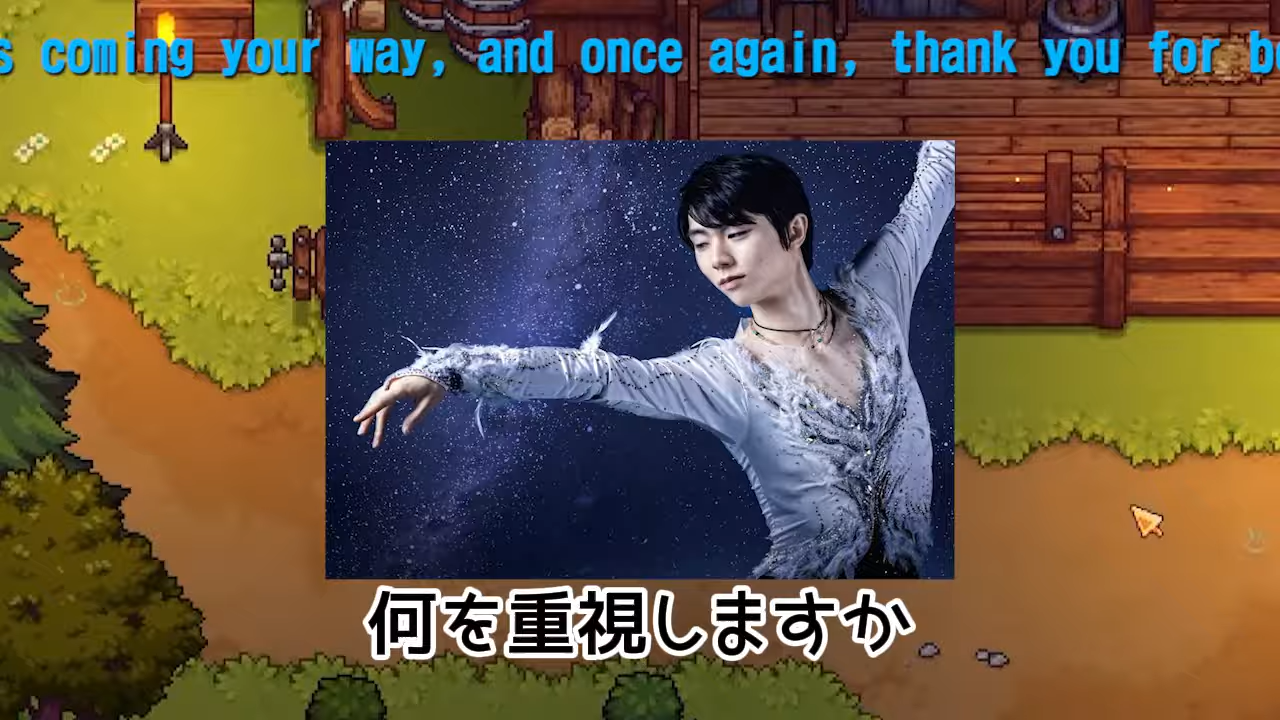 s coming your way, and once again, thank you for b
何を重視しますか